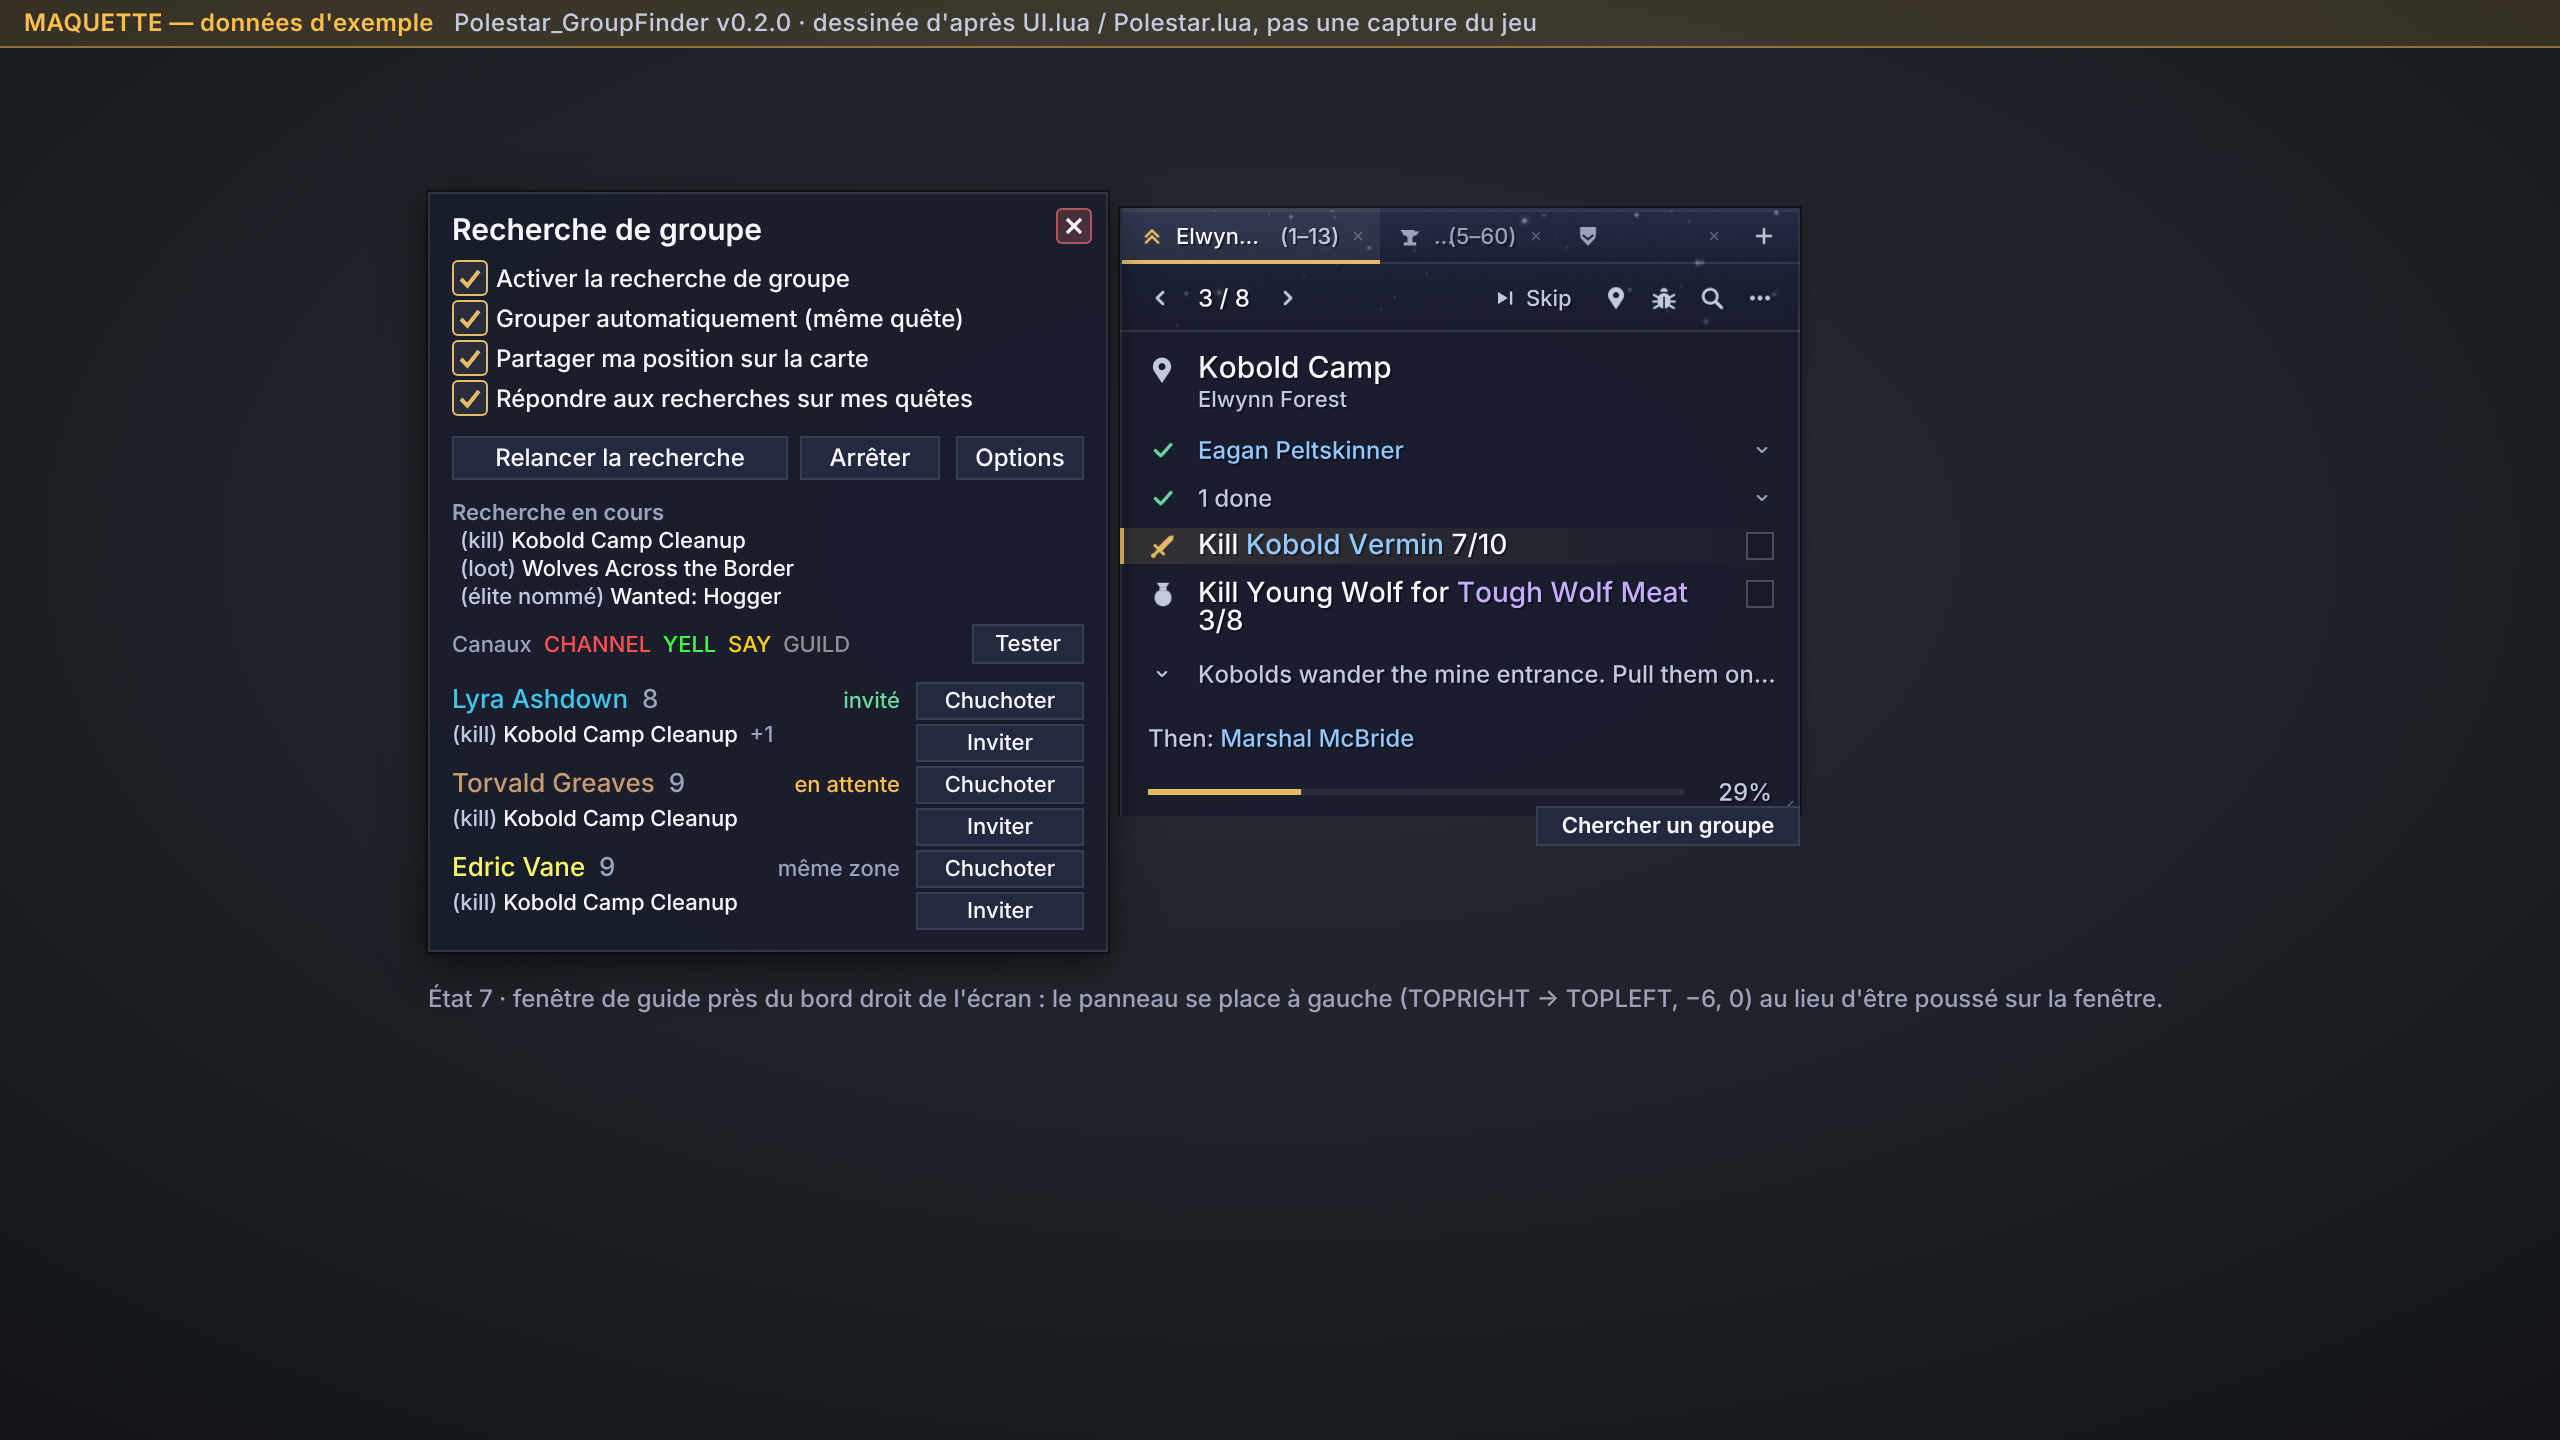 MAQUETTE — données d'exemple Polestar_GroupFinder v0.2.0 · dessinée d'après UI.lua / Polestar.lua, pas une capture du jeu
Recherche de groupe
Activer la recherche de groupe
Grouper automatiquement (même quête)
Partager ma position sur la carte
Répondre aux recherches sur mes quêtes
Relancer la recherche
Arrêter
Options
Recherche en cours
(kill) Kobold Camp Cleanup
(loot) Wolves Across the Border
(élite nommé) Wanted: Hogger
Canaux CHANNEL YELL SAY GUILD
Tester
Lyra Ashdown 8 invité
Chuchoter
(kill) Kobold Camp Cleanup +1
Inviter
Torvald Greaves 9 en attente
Chuchoter
(kill) Kobold Camp Cleanup
Inviter
Edric Vane 9 même zone
Chuchoter
(kill) Kobold Camp Cleanup
Inviter
Elwyn... (1–13) ×
...(5–60) ×
× +
3 / 8
Skip
Kobold Camp
Elwynn Forest
Eagan Peltskinner
1 done
Kill Kobold Vermin 7/10
Kill Young Wolf for Tough Wolf Meat
3/8
Kobolds wander the mine entrance. Pull them on...
Then: Marshal McBride
29%
Chercher un groupe
État 7 · fenêtre de guide près du bord droit de l'écran : le panneau se place à gauche (TOPRIGHT → TOPLEFT, −6, 0) au lieu d'être poussé sur la fenêtre.